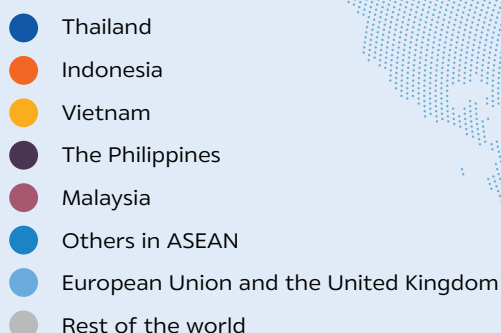 Thailand
Indonesia
Vietnam
The Philippines
Malaysia
Others in ASEAN
European Union and the United Kingdom
Rest of the world